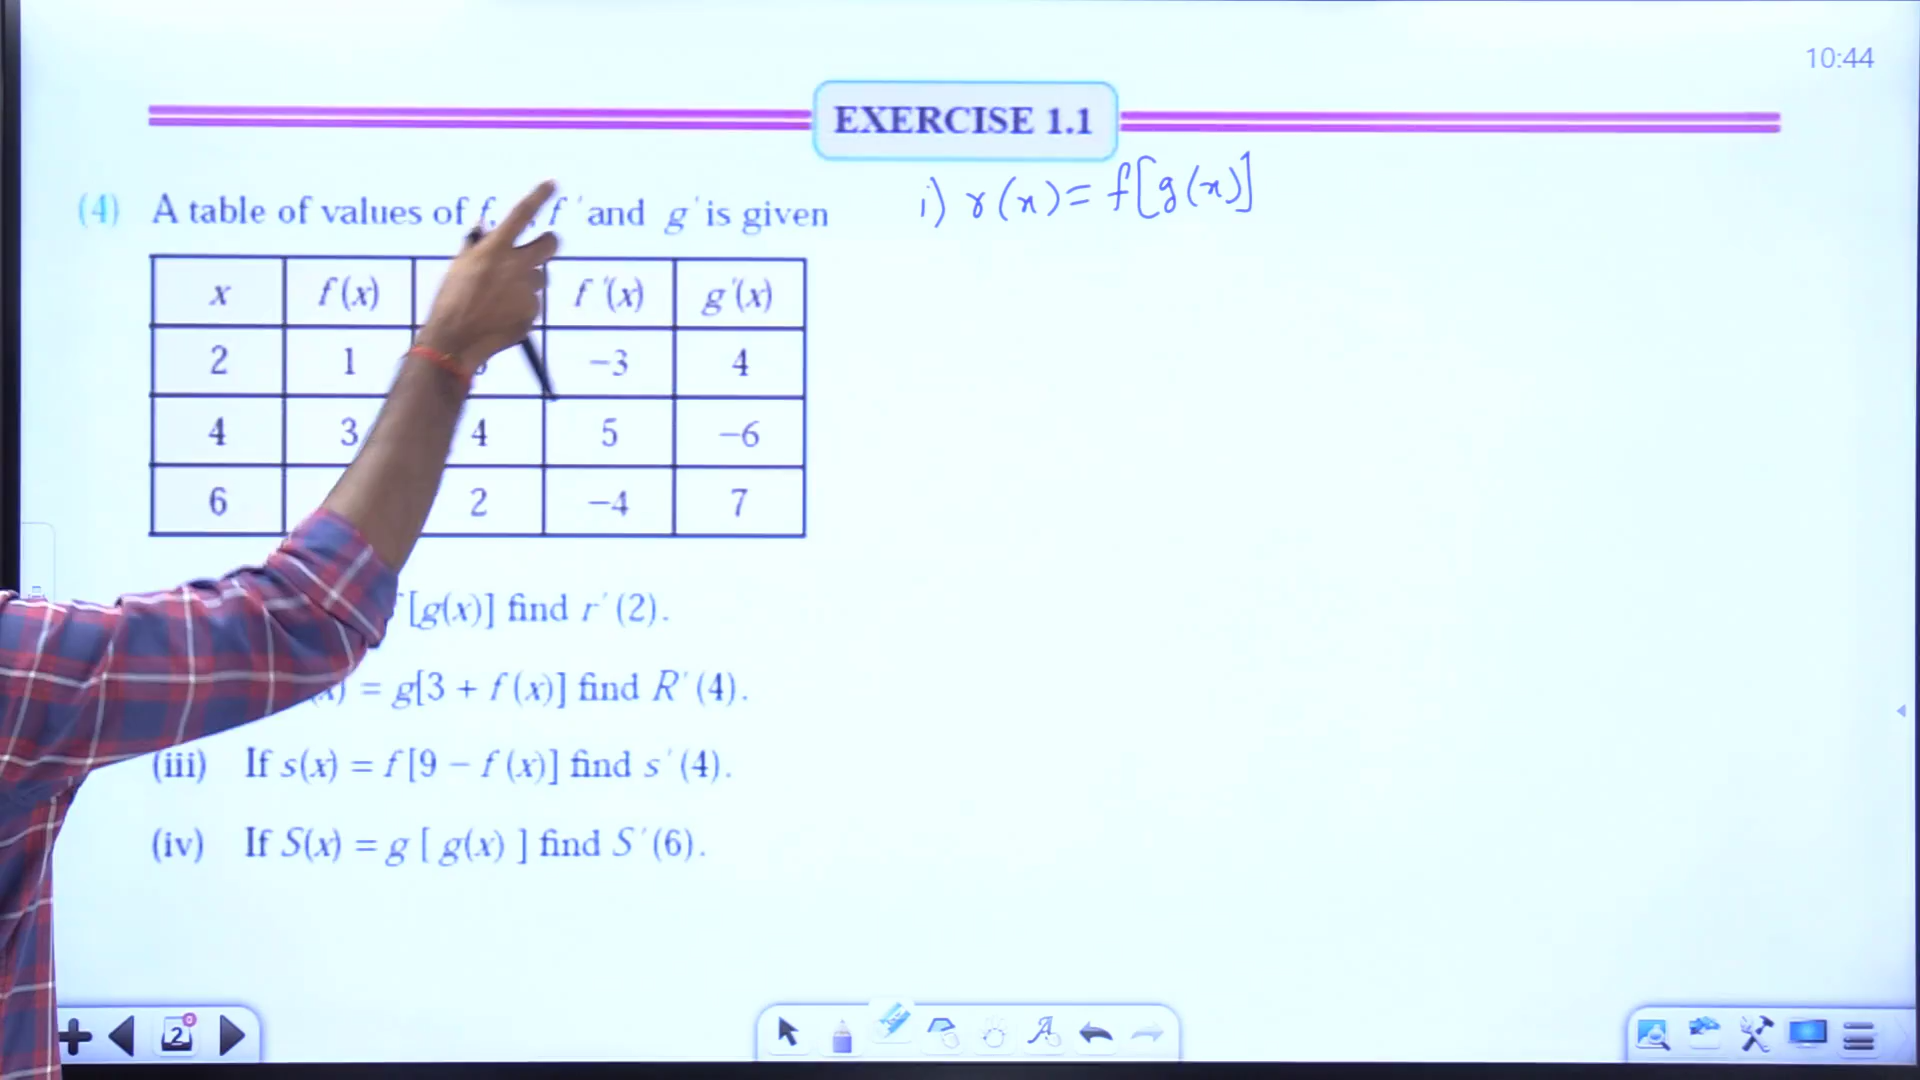 10:44
EXERCISE 1.1
(4) A table of values of f, f ′ and g ′ is given
i) r(x) = f[g(x)]
x f(x) f ′(x) g ′(x)
2 1 −3 4
4 3 4 5 −6
6 2 −4 7
[g(x)] find r ′ (2).
= g[3 + f (x)] find R ′ (4).
(iii) If s(x) = f [9 − f (x)] find s ′ (4).
(iv) If S(x) = g [ g(x) ] find S ′ (6).
2
0